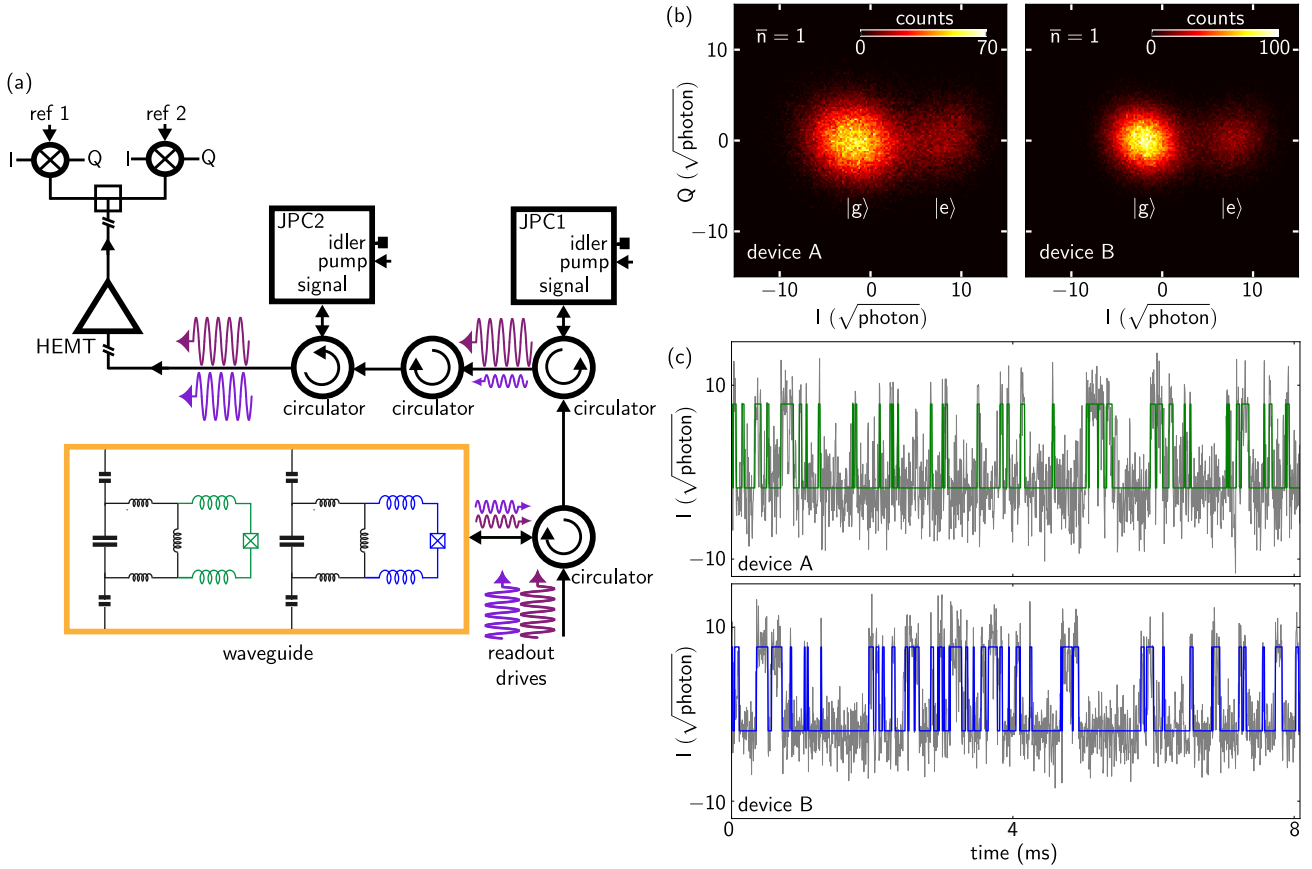 (a)
ref 1
ref 2
I
Q
I
Q
JPC2
idler
pump
signal
JPC1
idler
pump
signal
HEMT
circulator
circulator
circulator
circulator
waveguide
readout
drives
(b)
n̅ = 1
counts
0
70
n̅ = 1
counts
0
100
10
0
−10
Q (√photon)
|g⟩
|e⟩
device A
|g⟩
|e⟩
device B
−10
0
10
I (√photon)
−10
0
10
I (√photon)
(c)
10
−10
I (√photon)
device A
10
−10
I (√photon)
device B
0
4
8
time (ms)